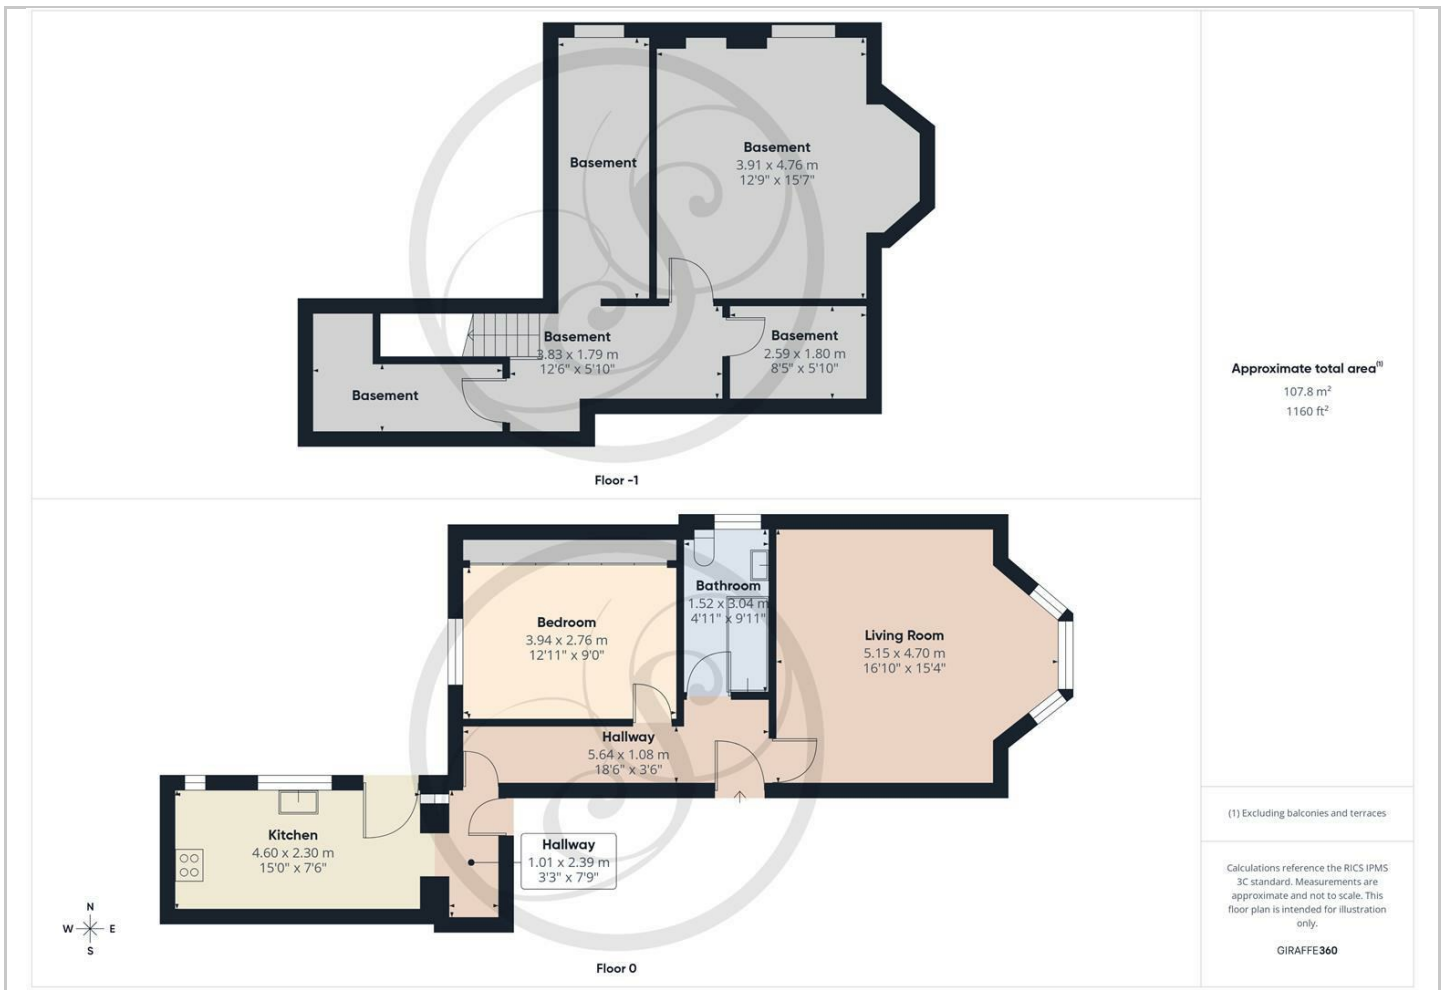 Basement
Basement
3.91 x 4.76 m
12'9" x 15'7"
Basement
3.83 x 1.79 m
12'6" x 5'10"
Basement
2.59 x 1.80 m
8'5" x 5'10"
Basement
Floor -1
Approximate total area(1)
107.8 m²
1160 ft²
Bedroom
3.94 x 2.76 m
12'11" x 9'0"
Bathroom
1.52 x 3.04 m
4'11" x 9'11"
Living Room
5.15 x 4.70 m
16'10" x 15'4"
Hallway
5.64 x 1.08 m
18'6" x 3'6"
Kitchen
4.60 x 2.30 m
15'0" x 7'6"
Hallway
1.01 x 2.39 m
3'3" x 7'9"
N
W E
S
Floor 0
(1) Excluding balconies and terraces
Calculations reference the RICS IPMS
3C standard. Measurements are
approximate and not to scale. This
floor plan is intended for illustration
only.
GIRAFFE360